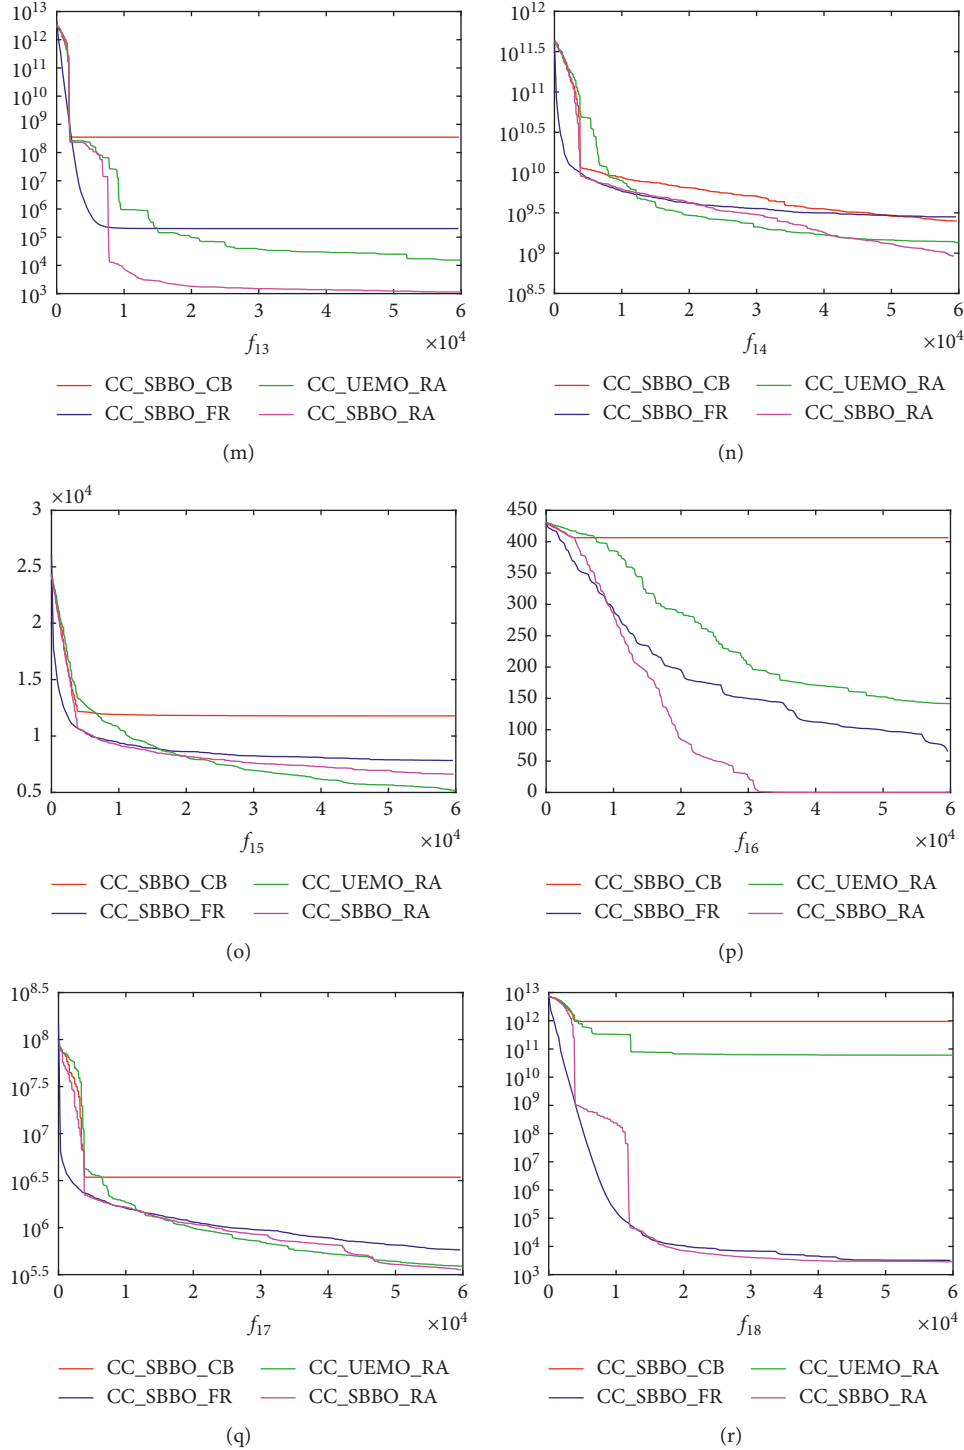 10^13
10^12
10^11
10^10
10^9
10^8
10^7
10^6
10^5
10^4
10^3
0 1 2 3 4 5 6
f13 ×10^4
CC_SBBO_CB CC_UEMO_RA
CC_SBBO_FR CC_SBBO_RA
(m)
10^12
10^11.5
10^11
10^10.5
10^10
10^9.5
10^9
10^8.5
0 1 2 3 4 5 6
f14 ×10^4
CC_SBBO_CB CC_UEMO_RA
CC_SBBO_FR CC_SBBO_RA
(n)
×10^4
3
2.5
2
1.5
1
0.5
0 1 2 3 4 5 6
f15 ×10^4
CC_SBBO_CB CC_UEMO_RA
CC_SBBO_FR CC_SBBO_RA
(o)
450
400
350
300
250
200
150
100
50
0
0 1 2 3 4 5 6
f16 ×10^4
CC_SBBO_CB CC_UEMO_RA
CC_SBBO_FR CC_SBBO_RA
(p)
10^8.5
10^8
10^7.5
10^7
10^6.5
10^6
10^5.5
0 1 2 3 4 5 6
f17 ×10^4
CC_SBBO_CB CC_UEMO_RA
CC_SBBO_FR CC_SBBO_RA
(q)
10^13
10^12
10^11
10^10
10^9
10^8
10^7
10^6
10^5
10^4
10^3
0 1 2 3 4 5 6
f18 ×10^4
CC_SBBO_CB CC_UEMO_RA
CC_SBBO_FR CC_SBBO_RA
(r)